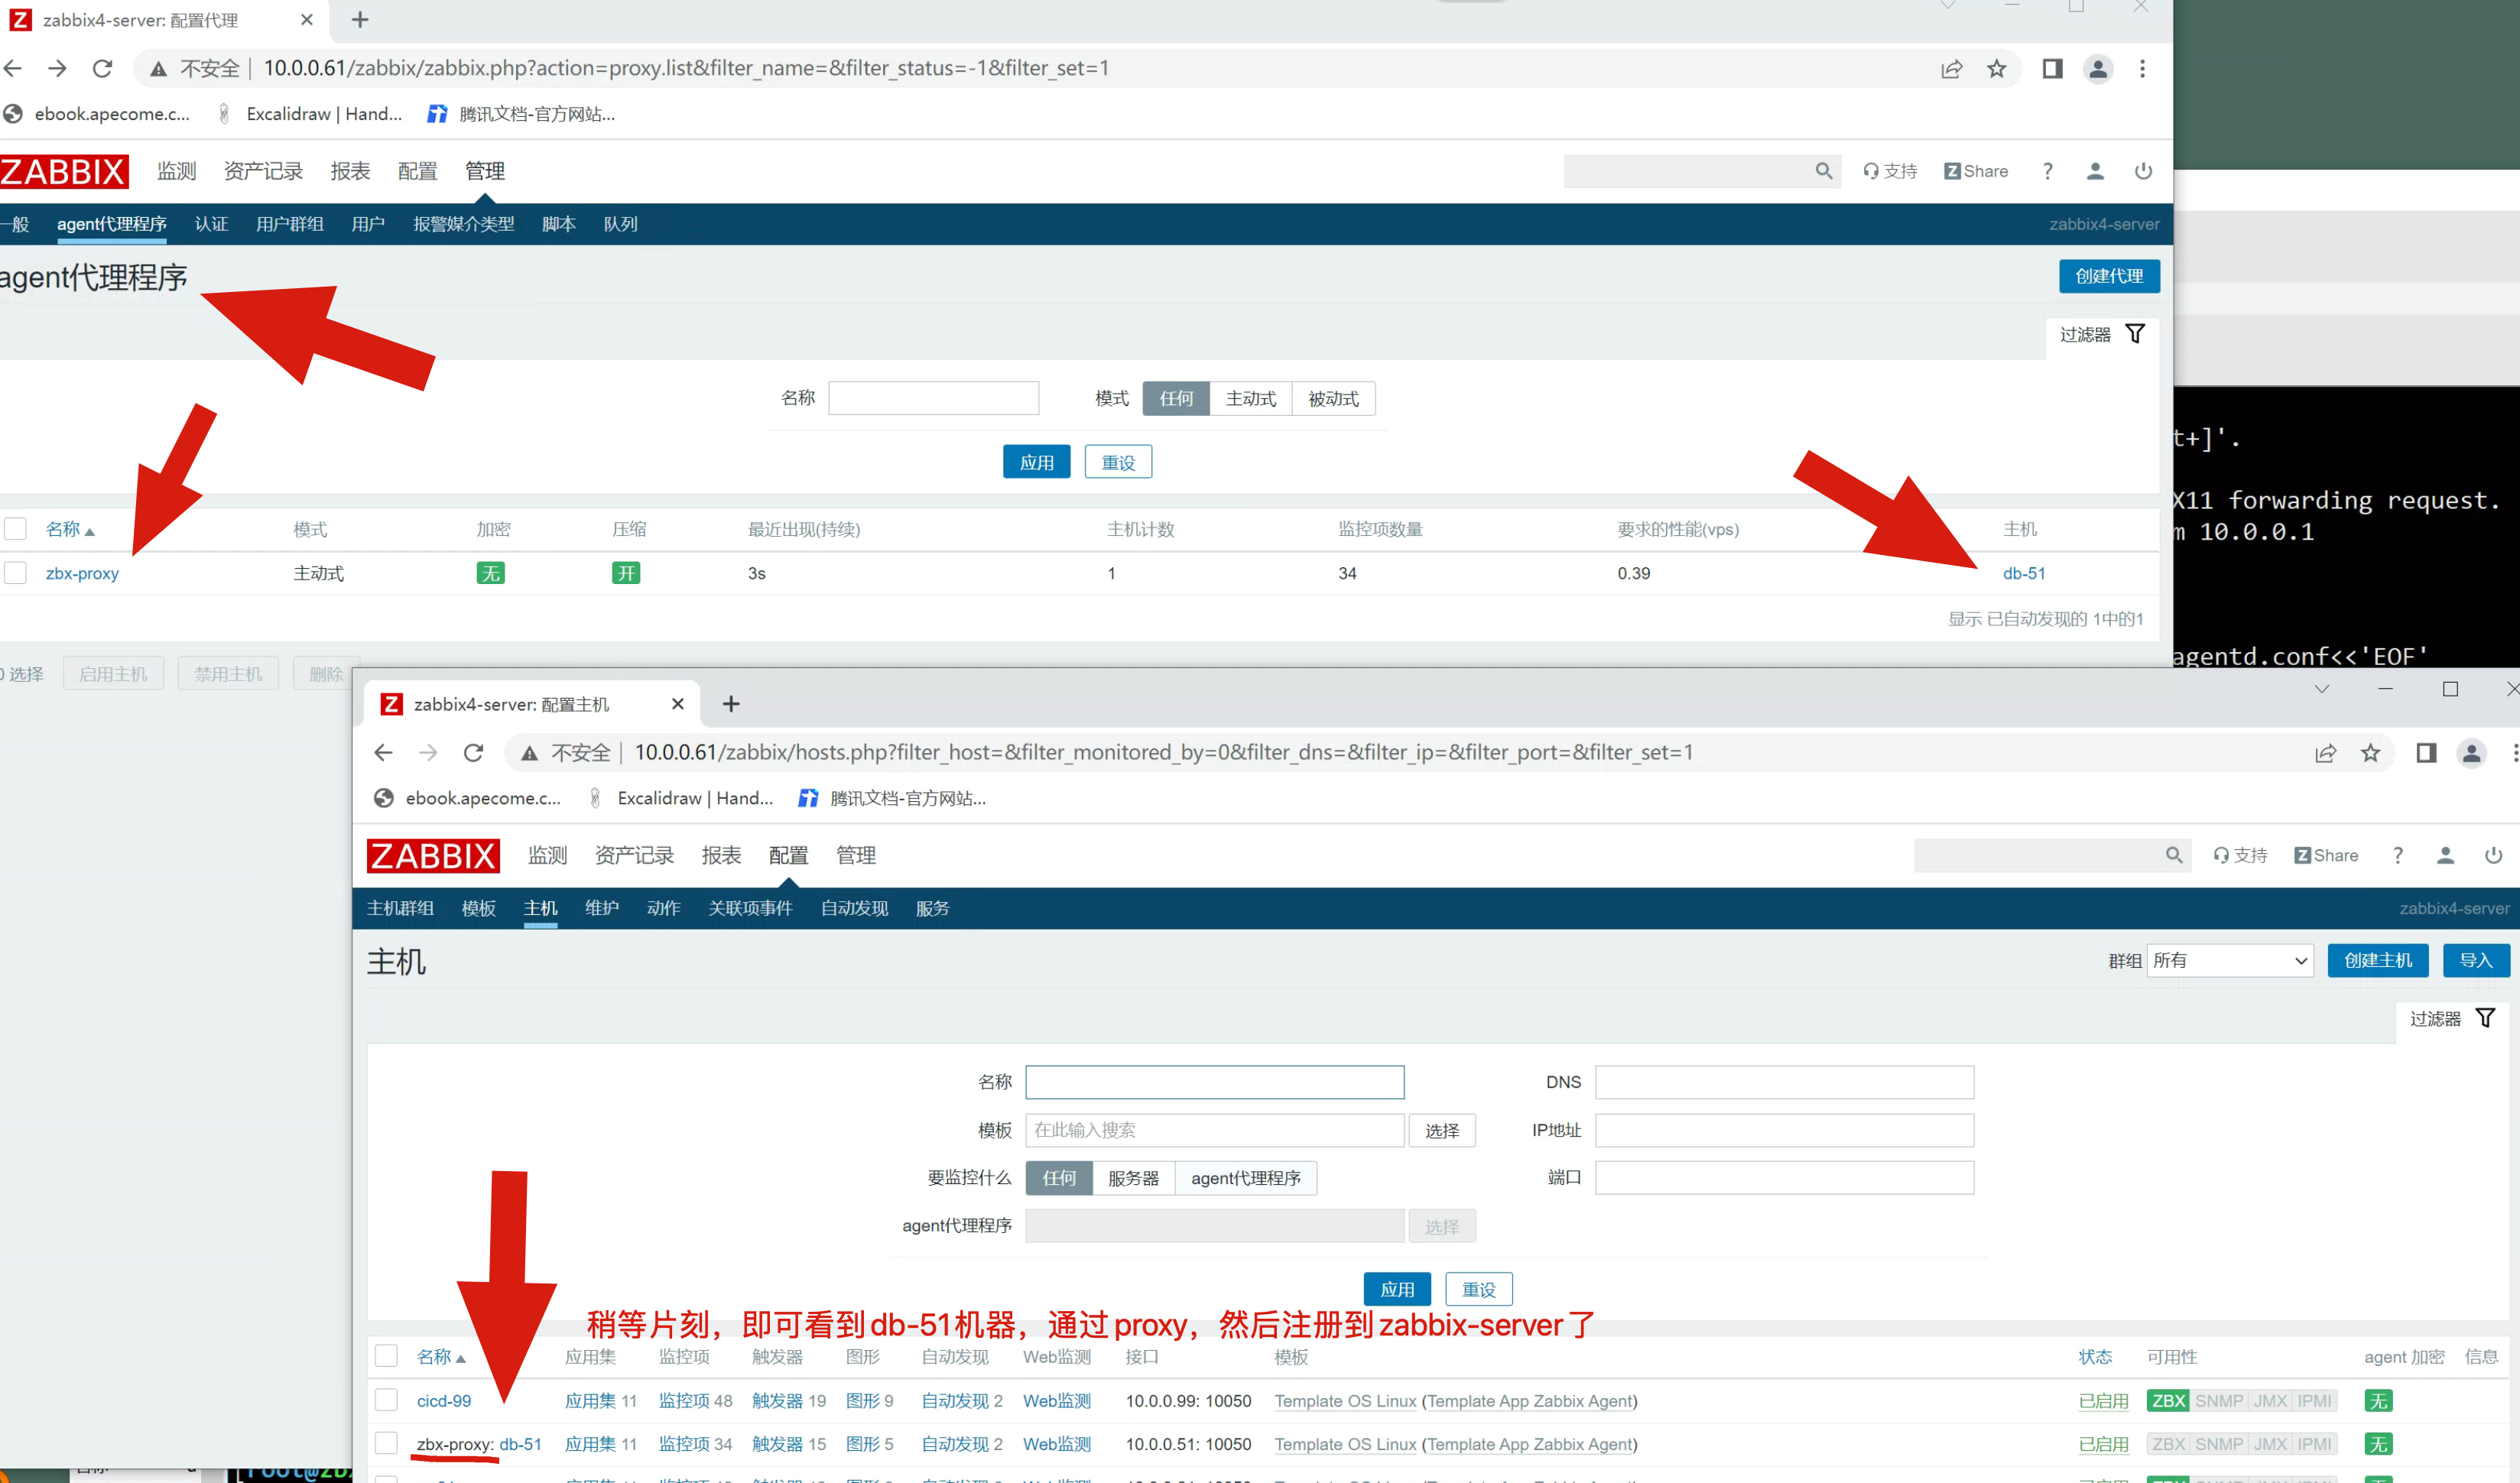 zabbix4-server: 配置代理
不安全 | 10.0.0.61/zabbix/zabbix.php?action=proxy.list&filter_name=&filter_status=-1&filter_set=1
ebook.apecome.c... Excalidraw | Hand... 腾讯文档-官方网站...
ZABBIX 监测 资产记录 报表 配置 管理 支持 Z Share ?
一般 agent代理程序 认证 用户群组 用户 报警媒介类型 脚本 队列 zabbix4-server
agent代理程序 创建代理
过滤器
名称 模式 任何 主动式 被动式
应用 重设
t+]'.
X11 forwarding request.
10.0.0.1
agentd.conf<<'EOF'
名称 模式 加密 压缩 最近出现(持续) 主机计数 监控项数量 要求的性能(vps) 主机
zbx-proxy 主动式 无 开 3s 1 34 0.39 db-51
显示 已自动发现的 1中的1
0 选择 启用主机 禁用主机 删除
zabbix4-server: 配置主机
不安全 | 10.0.0.61/zabbix/hosts.php?filter_host=&filter_monitored_by=0&filter_dns=&filter_ip=&filter_port=&filter_set=1
ebook.apecome.c... Excalidraw | Hand... 腾讯文档-官方网站...
ZABBIX 监测 资产记录 报表 配置 管理 支持 Z Share ?
主机群组 模板 主机 维护 动作 关联项事件 自动发现 服务 zabbix4-server
主机 群组 所有 创建主机 导入
过滤器
名称 DNS
模板 在此输入搜索 选择 IP地址
要监控什么 任何 服务器 agent代理程序 端口
agent代理程序 选择
应用 重设
稍等片刻，即可看到db-51机器，通过proxy，然后注册到zabbix-server了
名称 应用集 监控项 触发器 图形 自动发现 Web监测 接口 模板 状态 可用性 agent 加密 信息
cicd-99 应用集 11 监控项 48 触发器 19 图形 9 自动发现 2 Web监测 10.0.0.99: 10050 Template OS Linux (Template App Zabbix Agent) 已启用 ZBX SNMP JMX IPMI 无
zbx-proxy: db-51 应用集 11 监控项 34 触发器 15 图形 5 自动发现 2 Web监测 10.0.0.51: 10050 Template OS Linux (Template App Zabbix Agent) 已启用 ZBX SNMP JMX IPMI 无